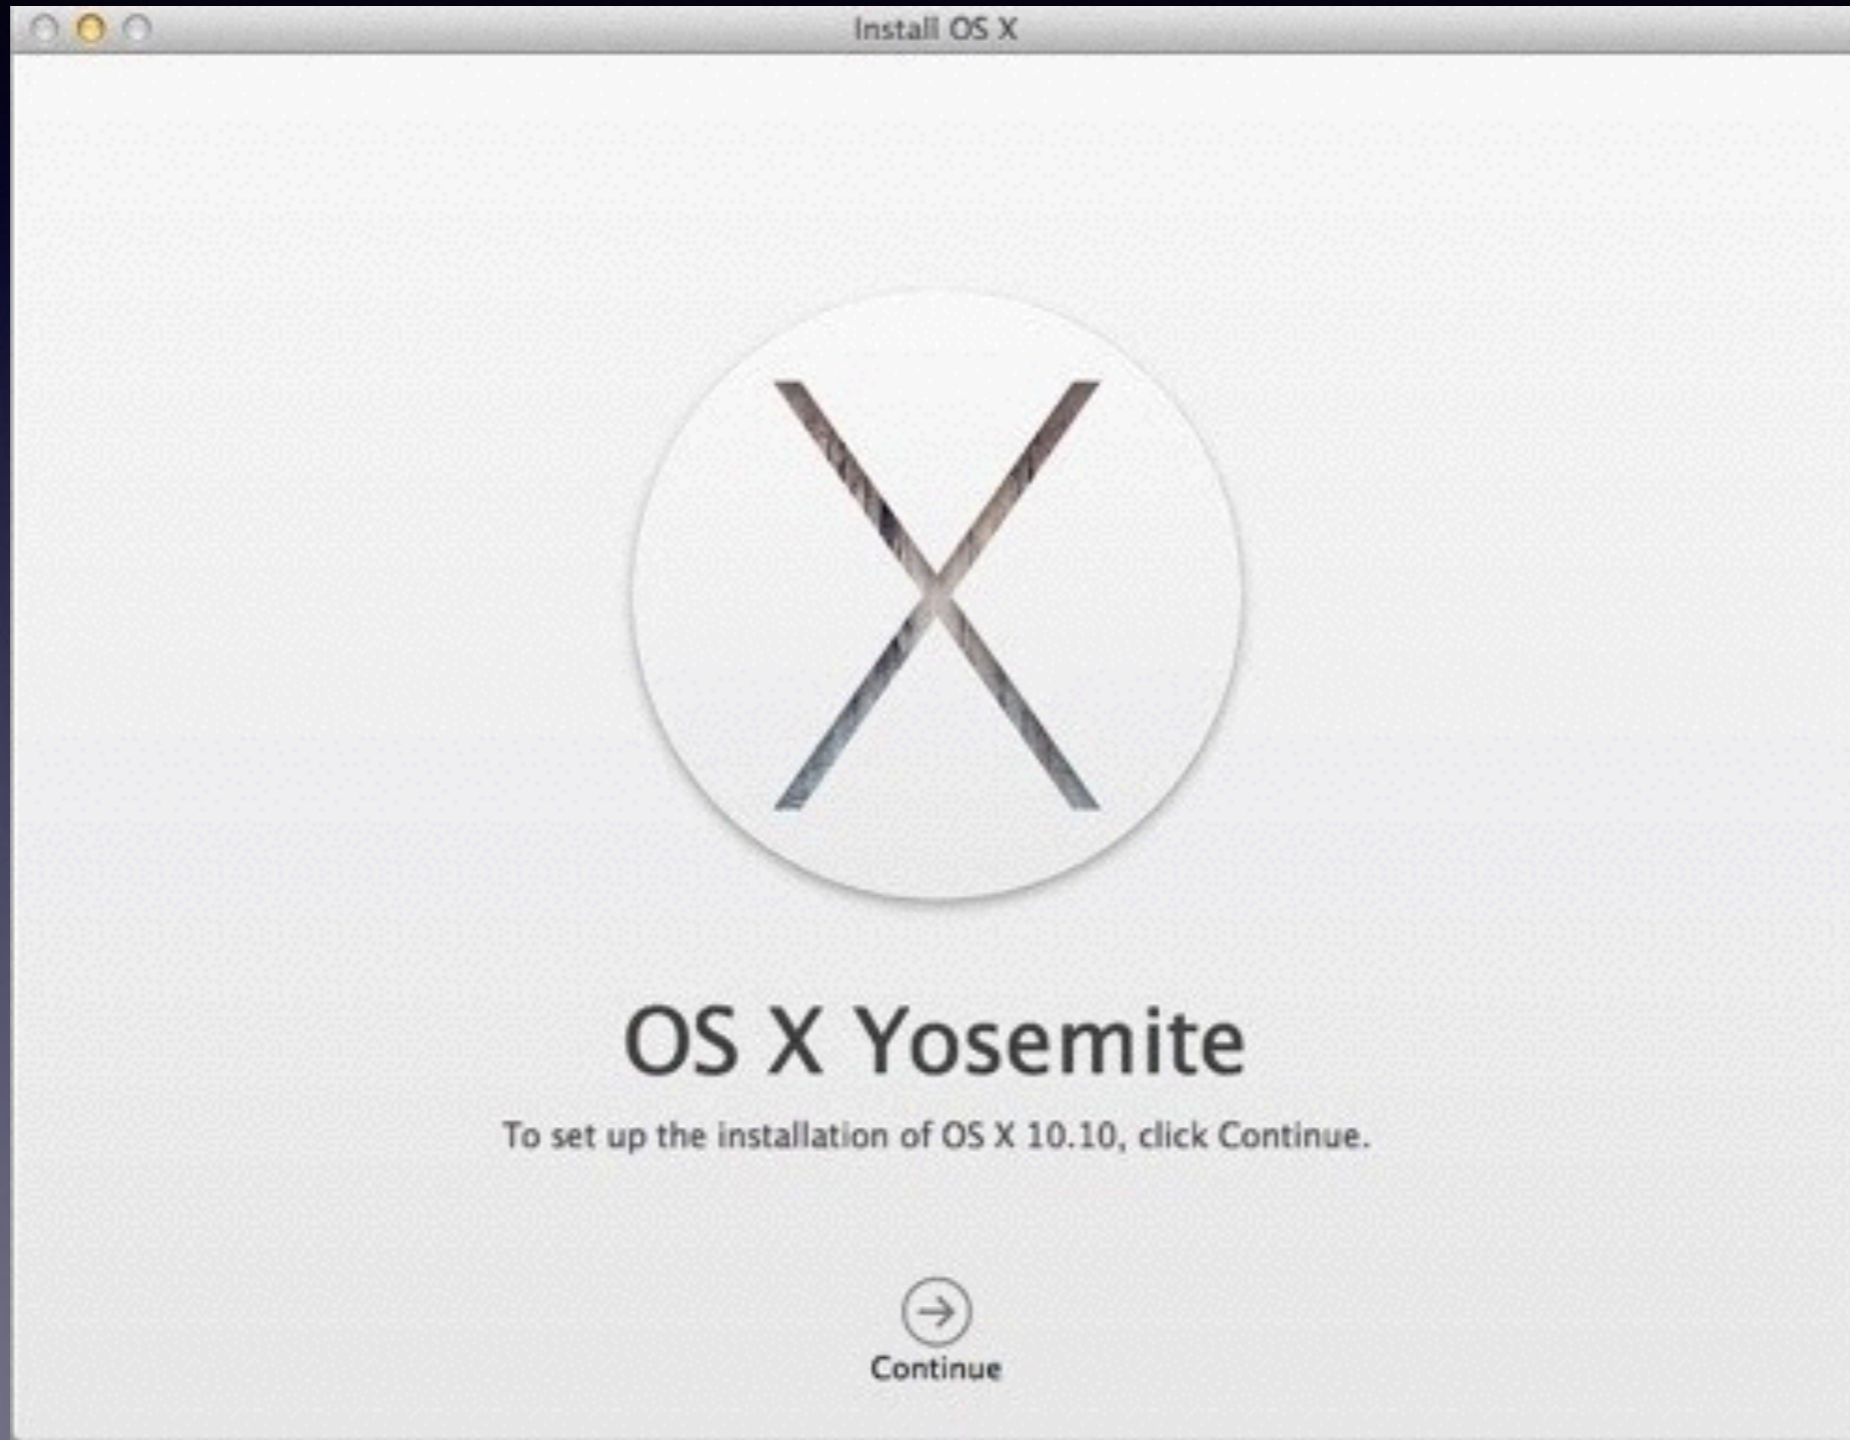 Install OS X
OS X Yosemite
To set up the installation of OS X 10.10, click Continue.
Continue